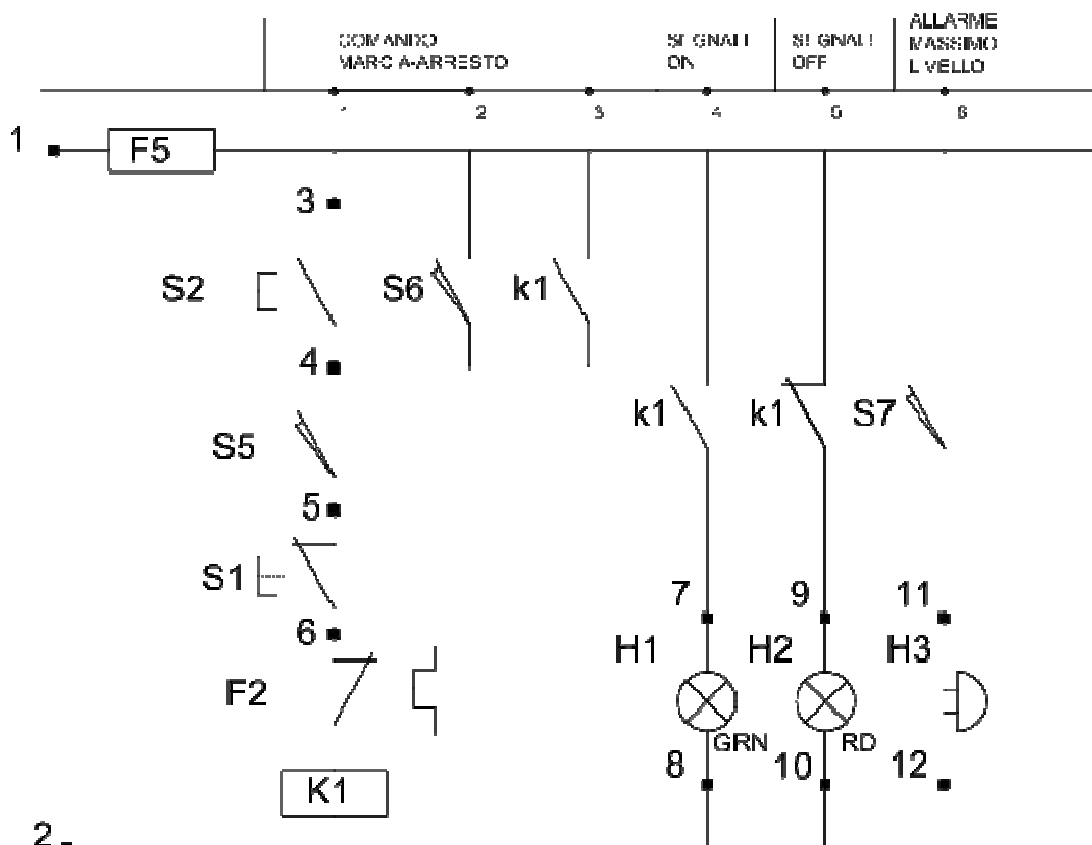 COMANDO
MARCIA-ARRESTO
SEGNALI
ON
SEGNALI
OFF
ALLARME
MASSIMO
LIVELLO
1 2 3 4 5 6
1 F5
3
S2 S6 k1
4
k1 k1 S7
S5
5
S1
6 7 9 11
H1 H2 H3
F2
GRN RD
8 10 12
K1
2